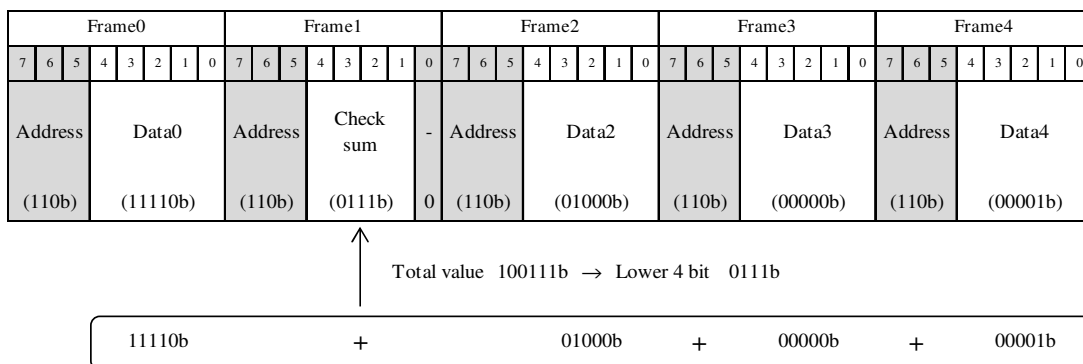 Frame0 Frame1 Frame2 Frame3 Frame4
7 6 5 4 3 2 1 0 7 6 5 4 3 2 1 0 7 6 5 4 3 2 1 0 7 6 5 4 3 2 1 0 7 6 5 4 3 2 1 0
Address Data0 Address Check sum - Address Data2 Address Data3 Address Data4
(110b) (11110b) (110b) (0111b) 0 (110b) (01000b) (110b) (00000b) (110b) (00001b)
Total value 100111b → Lower 4 bit 0111b
11110b + 01000b + 00000b + 00001b